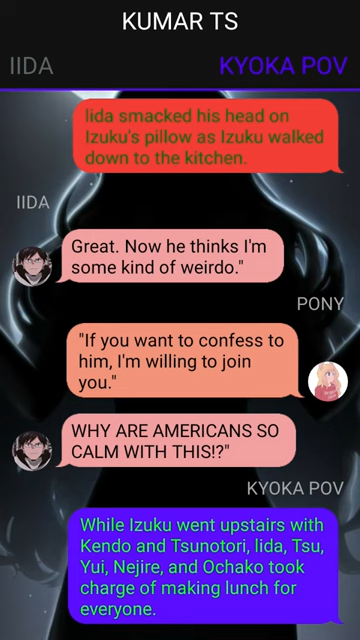 KUMAR TS
IIDA
KYOKA POV
Iida smacked his head on
Izuku's pillow as Izuku walked
down to the kitchen.
IIDA
Great. Now he thinks I'm
some kind of weirdo."
PONY
"If you want to confess to
him, I'm willing to join
you."
WHY ARE AMERICANS SO
CALM WITH THIS!?"
KYOKA POV
While Izuku went upstairs with
Kendo and Tsunotori, Iida, Tsu,
Yui, Nejire, and Ochako took
charge of making lunch for
everyone.